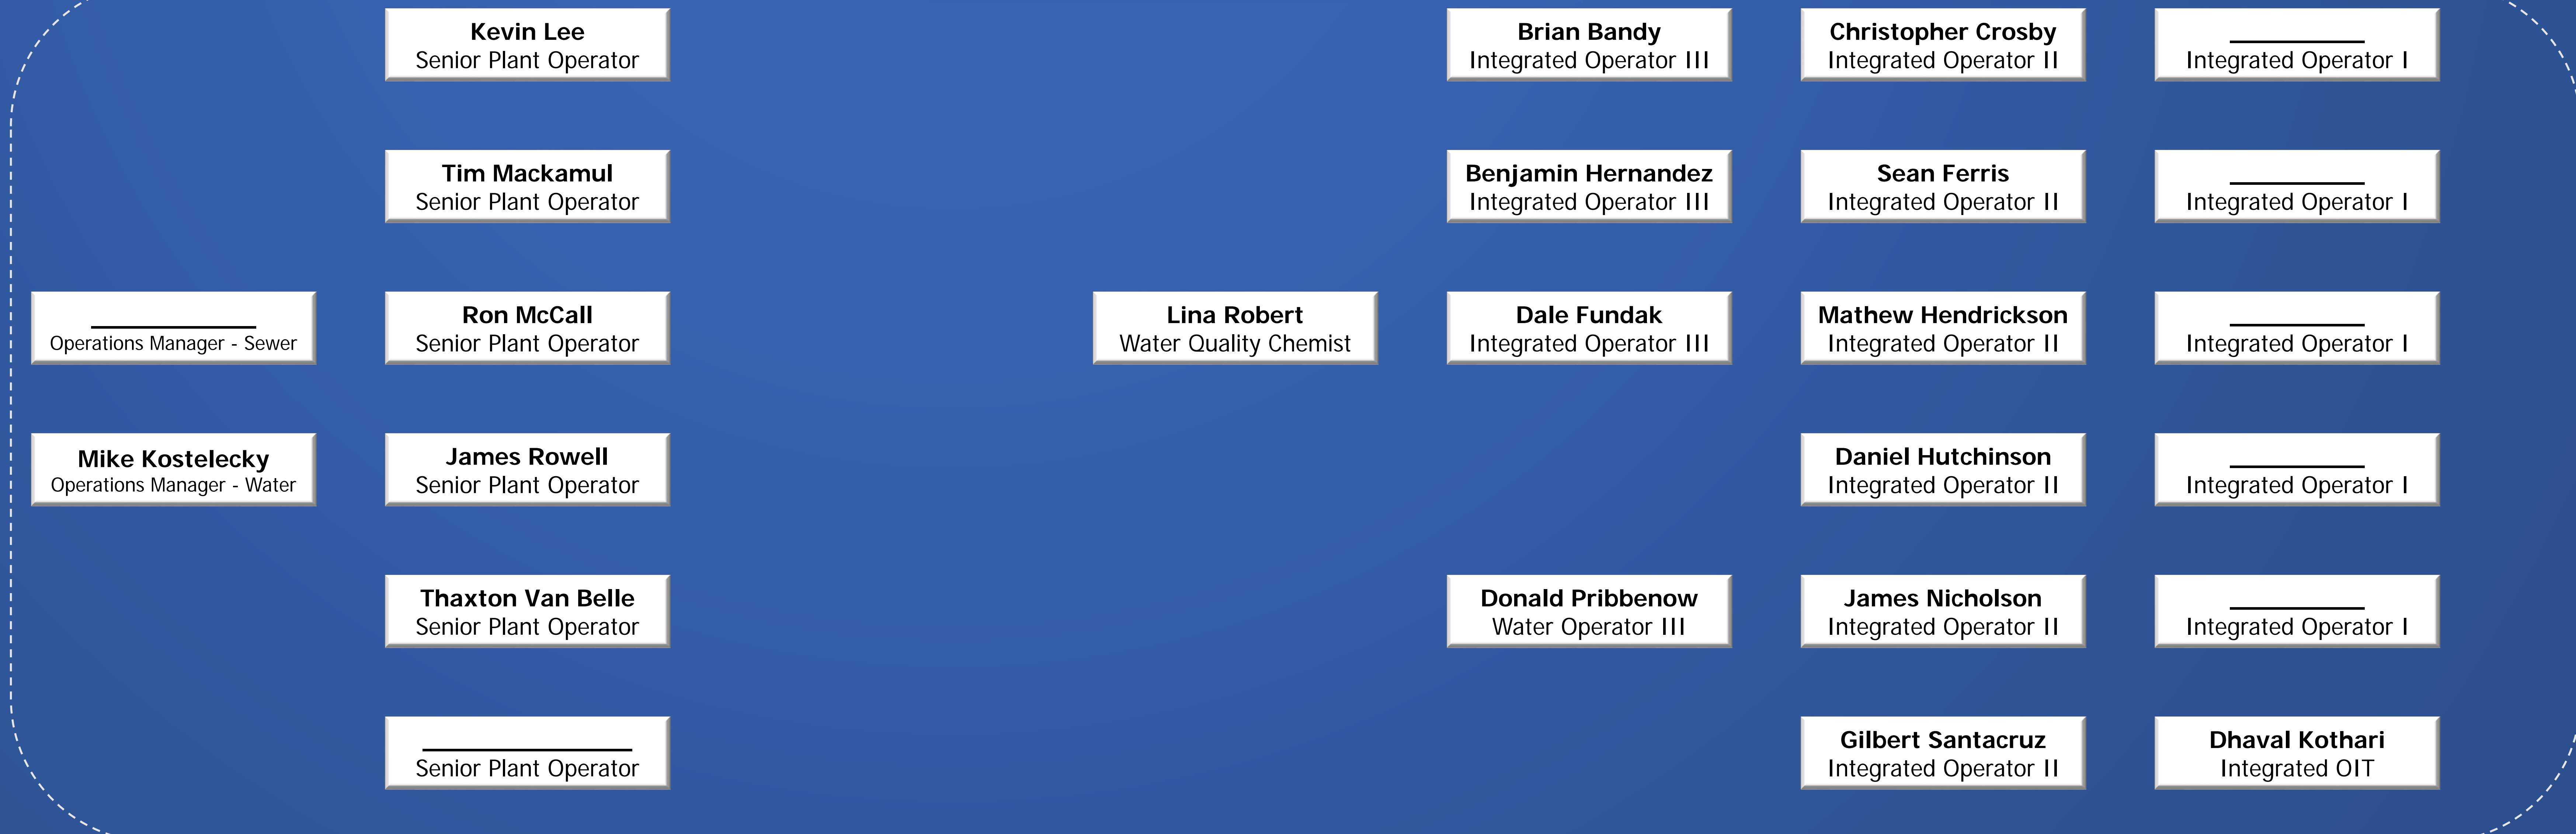 Kevin Lee
Senior Plant Operator
Brian Bandy
Integrated Operator III
Christopher Crosby
Integrated Operator II
Integrated Operator I
Tim Mackamul
Senior Plant Operator
Benjamin Hernandez
Integrated Operator III
Sean Ferris
Integrated Operator II
Integrated Operator I
Operations Manager - Sewer
Ron McCall
Senior Plant Operator
Lina Robert
Water Quality Chemist
Dale Fundak
Integrated Operator III
Mathew Hendrickson
Integrated Operator II
Integrated Operator I
Mike Kostelecky
Operations Manager - Water
James Rowell
Senior Plant Operator
Daniel Hutchinson
Integrated Operator II
Integrated Operator I
Thaxton Van Belle
Senior Plant Operator
Donald Pribbenow
Water Operator III
James Nicholson
Integrated Operator II
Integrated Operator I
Senior Plant Operator
Gilbert Santacruz
Integrated Operator II
Dhaval Kothari
Integrated OIT